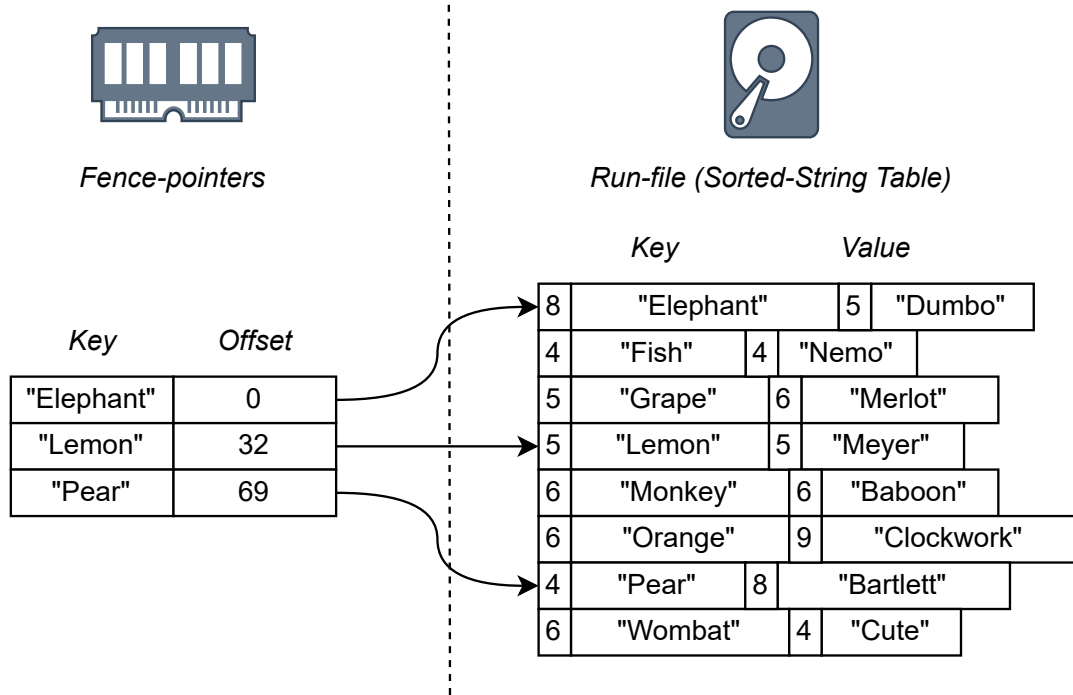 Fence-pointers
Run-file (Sorted-String Table)
Key Value
8 "Elephant" 5 "Dumbo"
Key Offset
4 "Fish" 4 "Nemo"
"Elephant" 0
5 "Grape" 6 "Merlot"
"Lemon" 32
5 "Lemon" 5 "Meyer"
"Pear" 69
6 "Monkey" 6 "Baboon"
6 "Orange" 9 "Clockwork"
4 "Pear" 8 "Bartlett"
6 "Wombat" 4 "Cute"